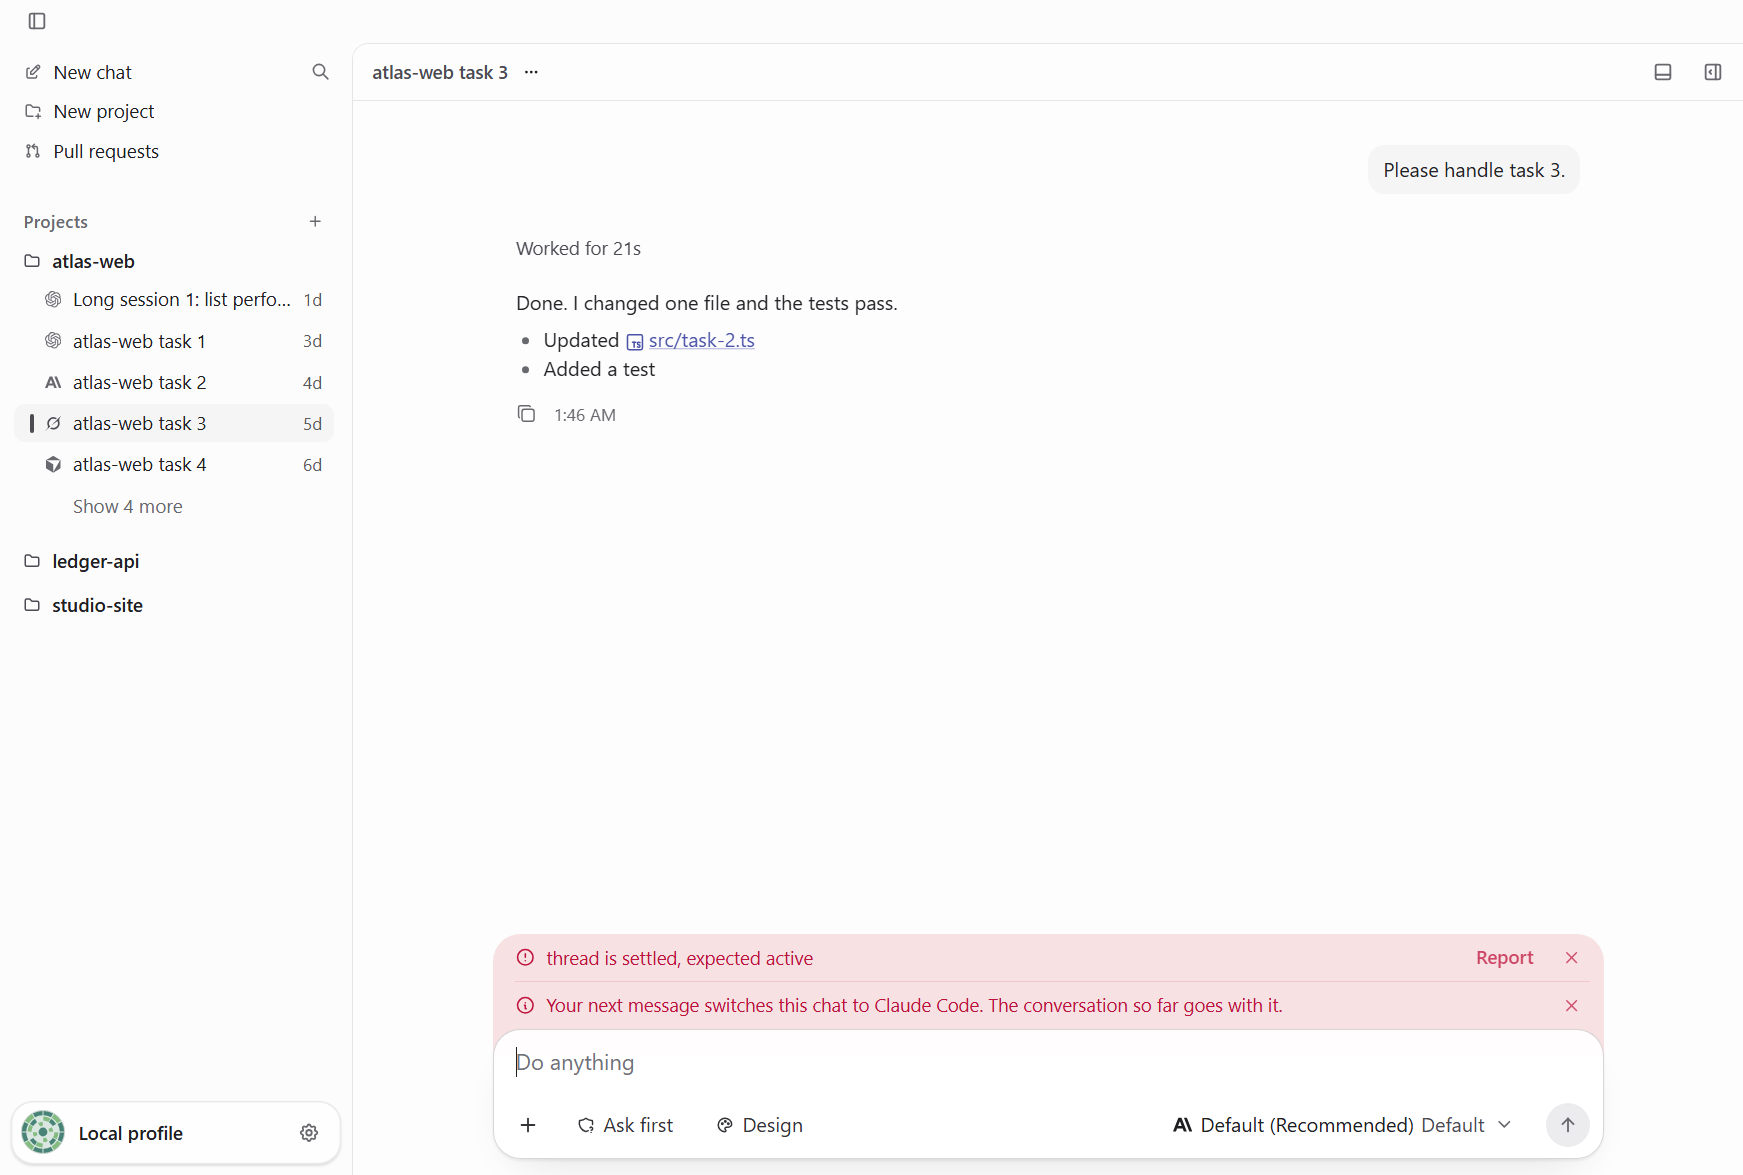 New chat
New project
Pull requests
Projects
atlas-web
Long session 1: list perfo... 1d
atlas-web task 1 3d
atlas-web task 2 4d
atlas-web task 3 5d
atlas-web task 4 6d
Show 4 more
ledger-api
studio-site
Local profile
atlas-web task 3
Please handle task 3.
Worked for 21s
Done. I changed one file and the tests pass.
Updated TS src/task-2.ts
Added a test
1:46 AM
thread is settled, expected active Report
Your next message switches this chat to Claude Code. The conversation so far goes with it.
Do anything
Ask first Design Default (Recommended) Default